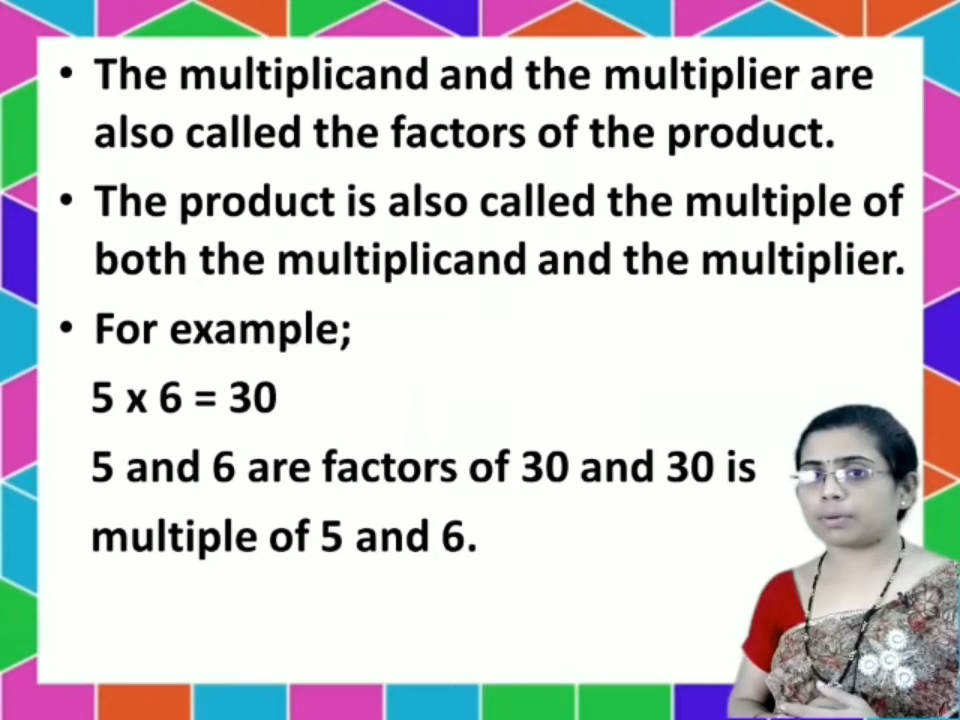 • The multiplicand and the multiplier are
also called the factors of the product.
• The product is also called the multiple of
both the multiplicand and the multiplier.
• For example;
5 x 6 = 30
5 and 6 are factors of 30 and 30 is
multiple of 5 and 6.